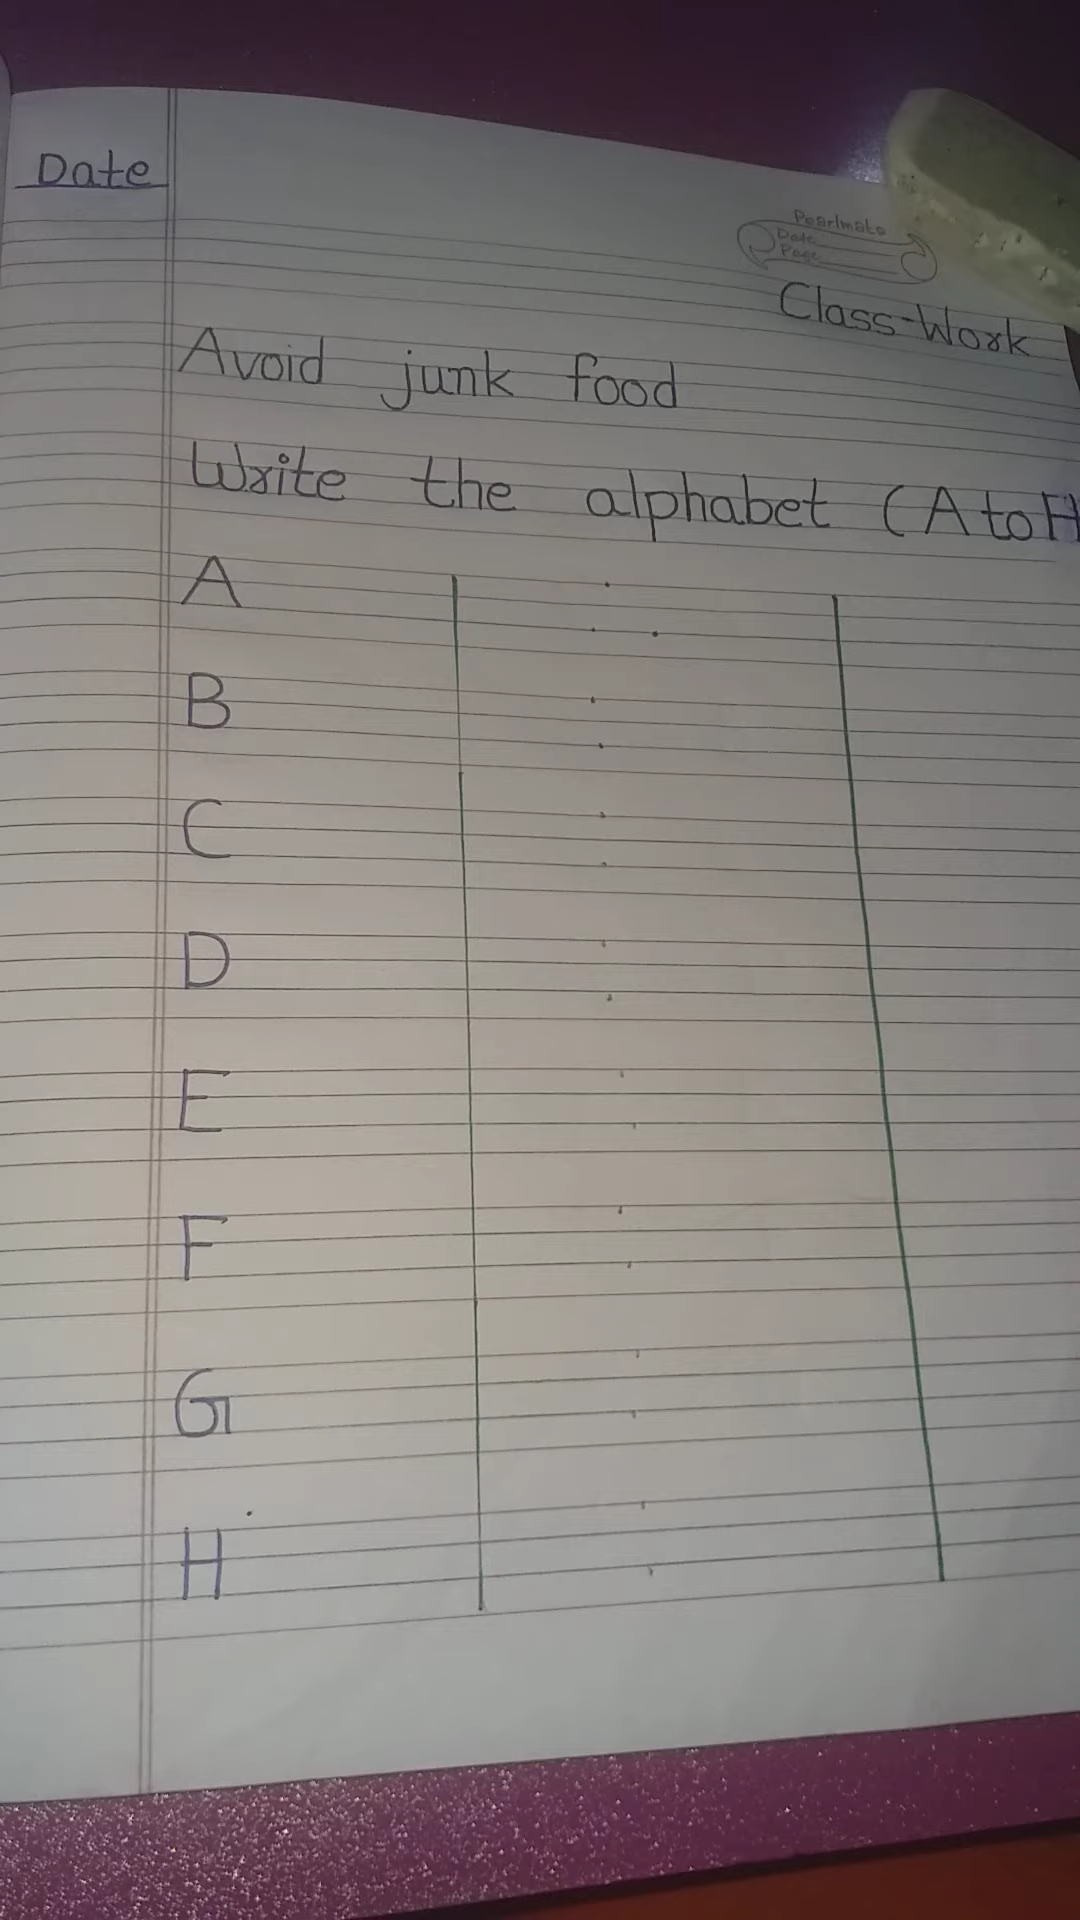 Date
Pearlmate
Date
Page
Class-Work
Avoid junk food
Write the alphabet (A to H
A
B
C
D
E
F
G
H